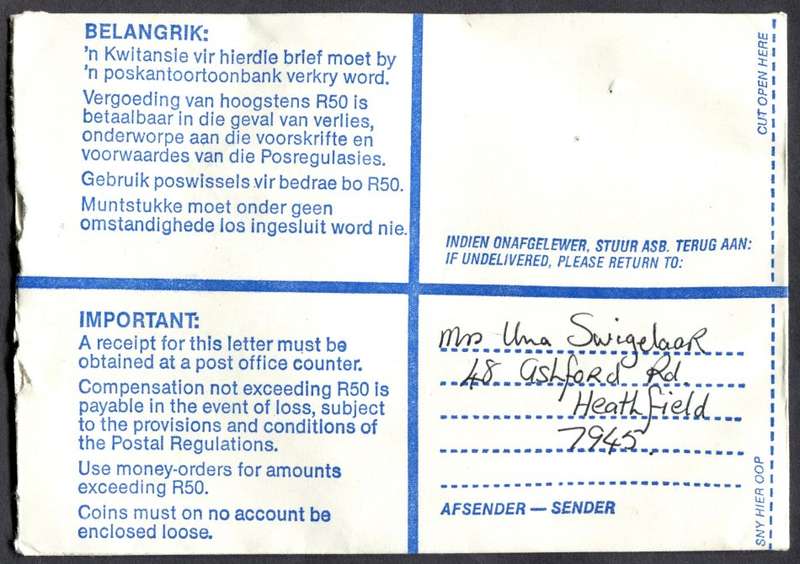 BELANGRIK:
'n Kwitansie vir hierdie brief moet by
'n poskantoortoonbank verkry word.
Vergoeding van hoogstens R50 is
betaalbaar in die geval van verlies,
onderworpe aan die voorskrifte en
voorwaardes van die Posregulasies.
Gebruik poswissels vir bedrae bo R50.
Muntstukke moet onder geen
omstandighede los ingesluit word nie.
IMPORTANT:
A receipt for this letter must be
obtained at a post office counter.
Compensation not exceeding R50 is
payable in the event of loss, subject
to the provisions and conditions of
the Postal Regulations.
Use money-orders for amounts
exceeding R50.
Coins must on no account be
enclosed loose.
INDIEN ONAFGELEWER, STUUR ASB. TERUG AAN:
IF UNDELIVERED, PLEASE RETURN TO:
Mrs Una Swigelaar
48 Ashford Rd.
Heathfield
7945.
AFSENDER — SENDER
CUT OPEN HERE
SNY HIER OOP